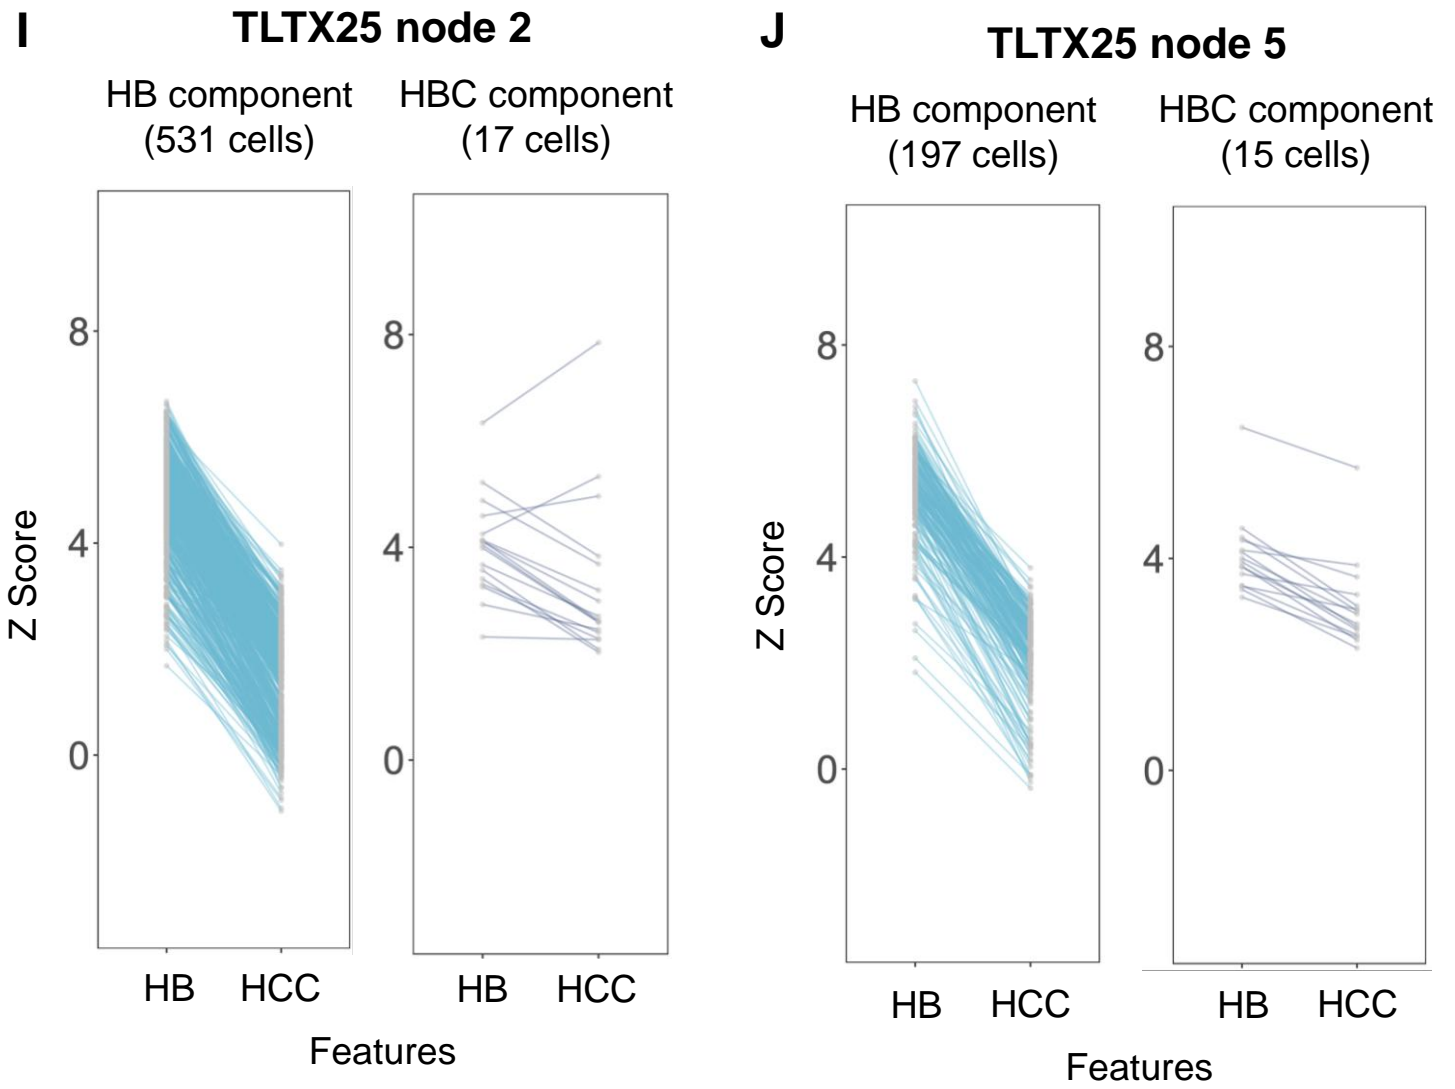 I
TLTX25 node 2
HB component
(531 cells)
HBC component
(17 cells)
Z Score
8
4
0
8
4
0
HB
HCC
HB
HCC
Features
J
TLTX25 node 5
HB component
(197 cells)
HBC component
(15 cells)
Z Score
8
4
0
8
4
0
HB
HCC
HB
HCC
Features